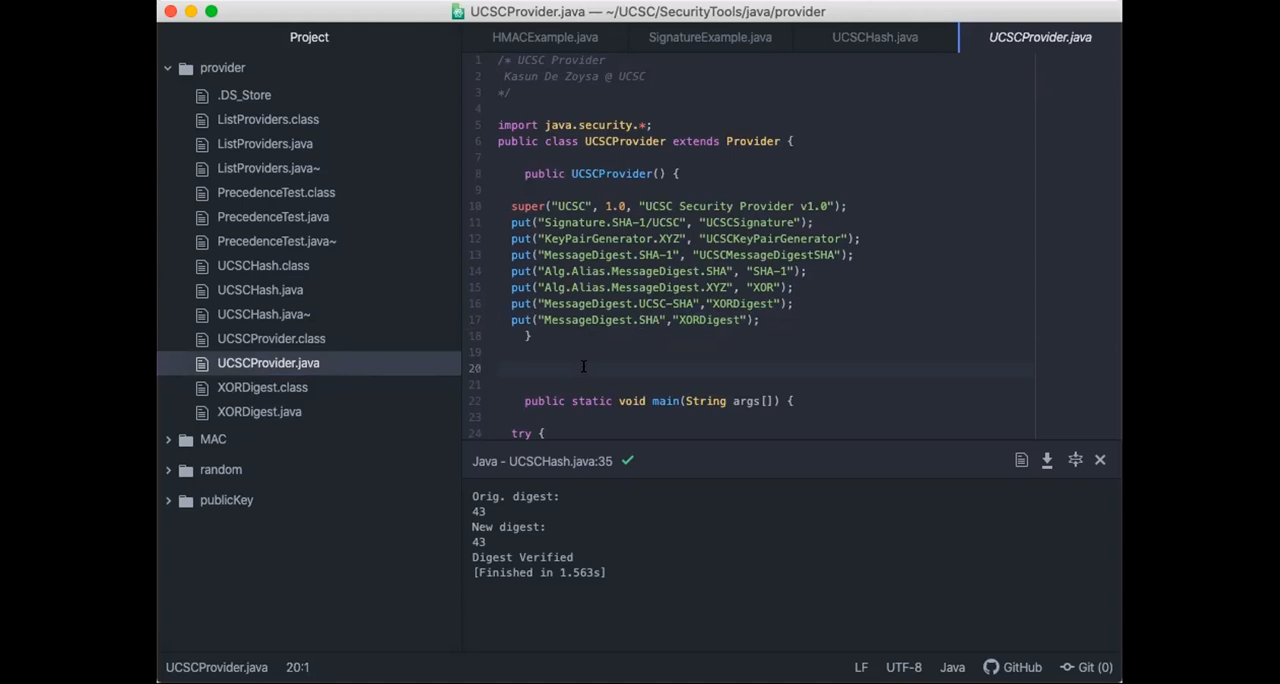 UCSCProvider.java — ~/UCSC/SecurityTools/java/provider
Project
provider
.DS_Store
ListProviders.class
ListProviders.java
ListProviders.java~
PrecedenceTest.class
PrecedenceTest.java
PrecedenceTest.java~
UCSCHash.class
UCSCHash.java
UCSCHash.java~
UCSCProvider.class
UCSCProvider.java
XORDigest.class
XORDigest.java
MAC
random
publicKey
HMACExample.java SignatureExample.java UCSCHash.java UCSCProvider.java
1 /* UCSC Provider
2 Kasun De Zoysa @ UCSC
3 */
4
5 import java.security.*;
6 public class UCSCProvider extends Provider {
7
8 public UCSCProvider() {
9
10 super("UCSC", 1.0, "UCSC Security Provider v1.0");
11 put("Signature.SHA-1/UCSC", "UCSCSignature");
12 put("KeyPairGenerator.XYZ", "UCSCKeyPairGenerator");
13 put("MessageDigest.SHA-1", "UCSCMessageDigestSHA");
14 put("Alg.Alias.MessageDigest.SHA", "SHA-1");
15 put("Alg.Alias.MessageDigest.XYZ", "XOR");
16 put("MessageDigest.UCSC-SHA","XORDigest");
17 put("MessageDigest.SHA","XORDigest");
18 }
19
20
21
22 public static void main(String args[]) {
23
24 try {
Java - UCSCHash.java:35
Orig. digest:
43
New digest:
43
Digest Verified
[Finished in 1.563s]
UCSCProvider.java 20:1 LF UTF-8 Java GitHub Git (0)